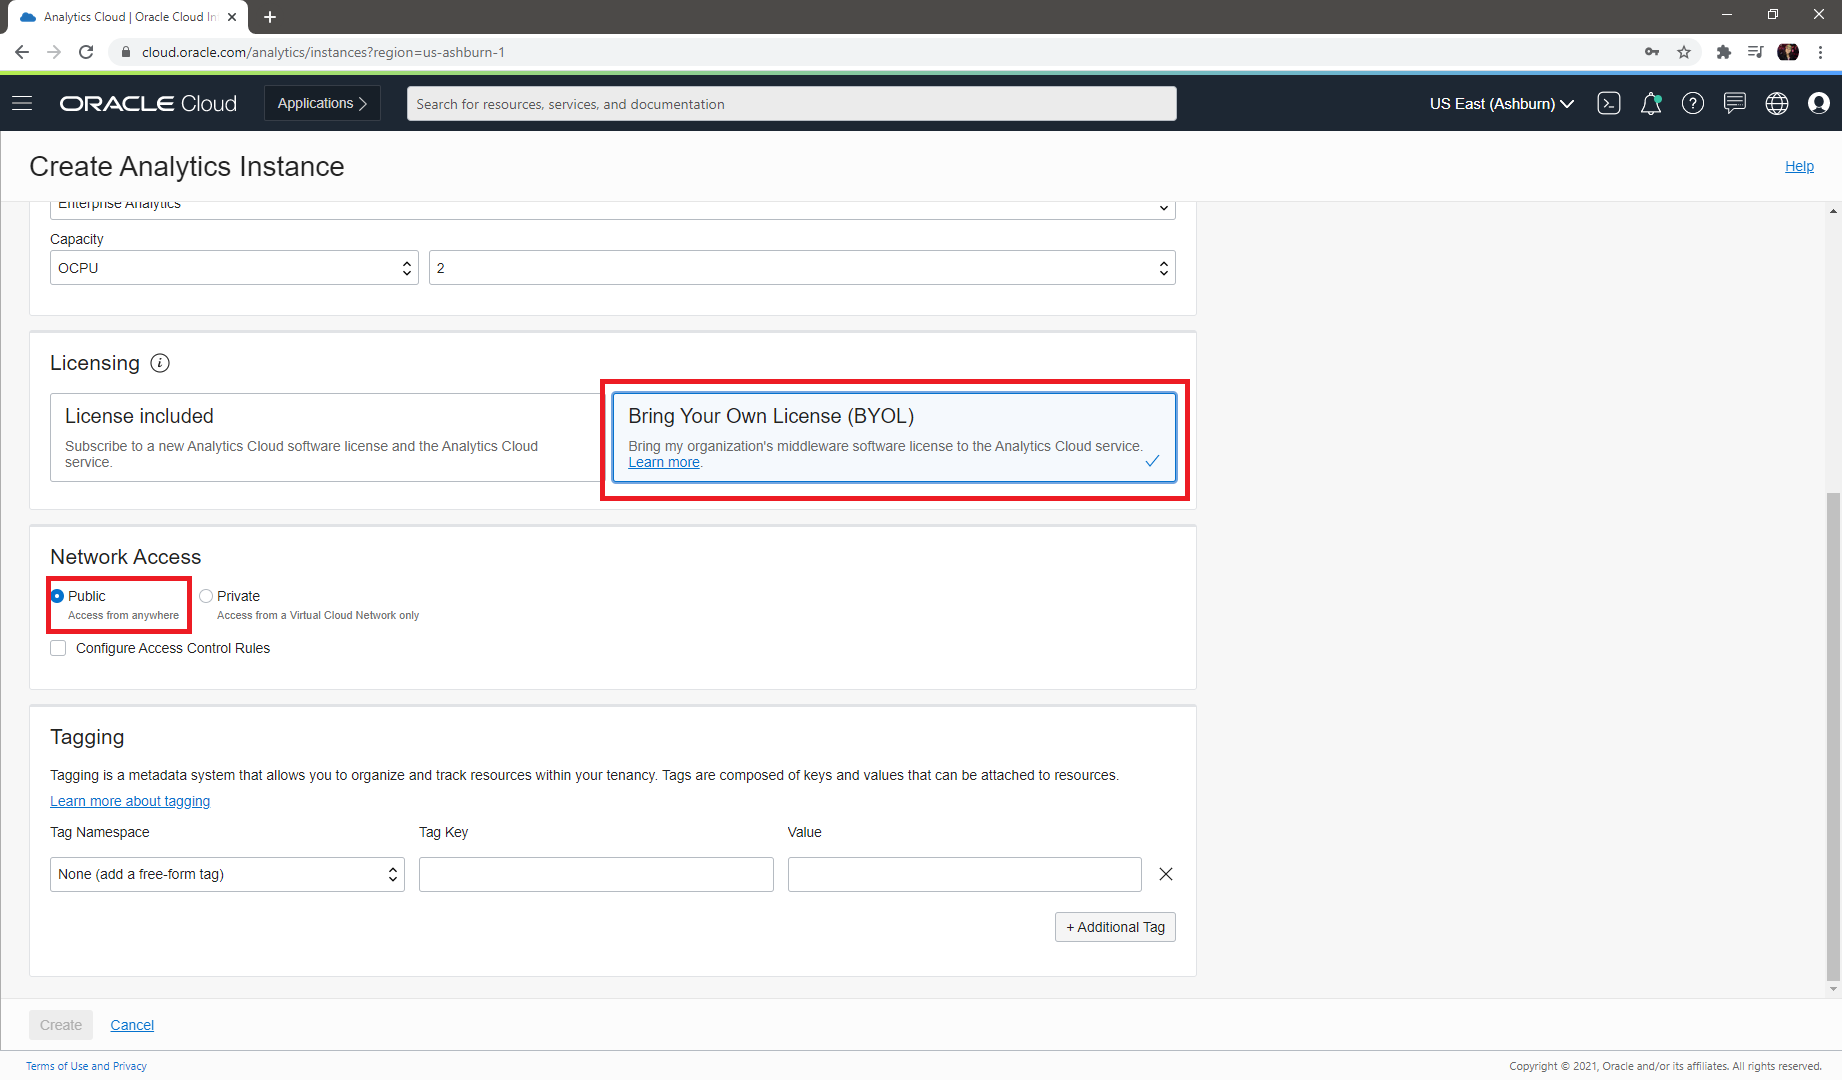 Analytics Cloud | Oracle Cloud In
cloud.oracle.com/analytics/instances?region=us-ashburn-1
ORACLE Cloud
Applications
Search for resources, services, and documentation
US East (Ashburn)
Create Analytics Instance
Help
Enterprise Analytics
Capacity
OCPU
2
Licensing
License included
Subscribe to a new Analytics Cloud software license and the Analytics Cloud
service.
Bring Your Own License (BYOL)
Bring my organization's middleware software license to the Analytics Cloud service.
Learn more.
Network Access
Public
Access from anywhere
Private
Access from a Virtual Cloud Network only
Configure Access Control Rules
Tagging
Tagging is a metadata system that allows you to organize and track resources within your tenancy. Tags are composed of keys and values that can be attached to resources.
Learn more about tagging
Tag Namespace
Tag Key
Value
None (add a free-form tag)
+ Additional Tag
Create
Cancel
Terms of Use and Privacy
Copyright © 2021, Oracle and/or its affiliates. All rights reserved.